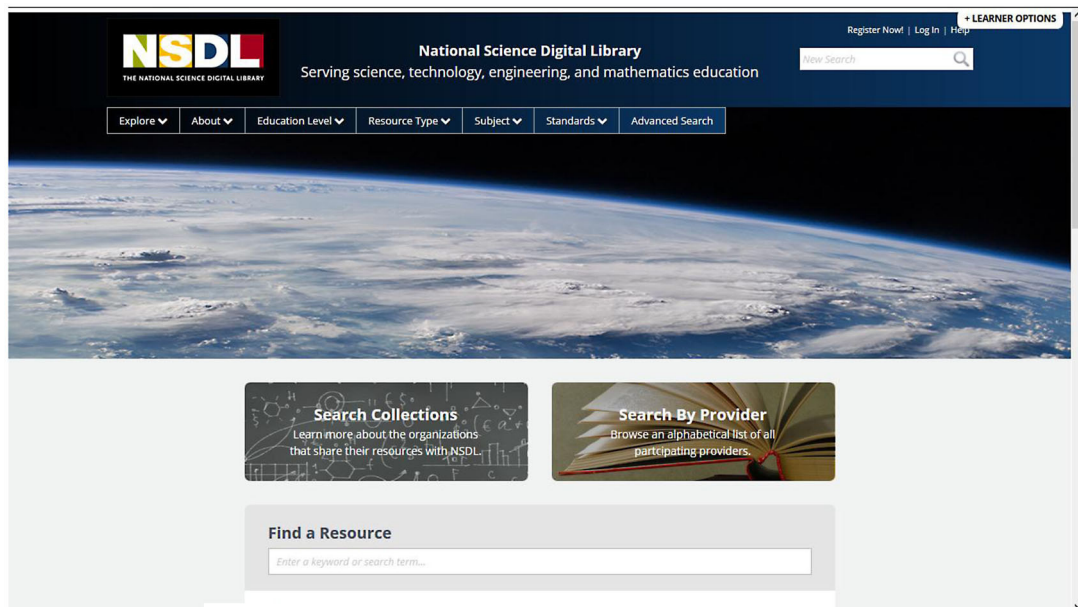 + LEARNER OPTIONS
Register Now! | Log In | Help
NSDL
THE NATIONAL SCIENCE DIGITAL LIBRARY
National Science Digital Library
Serving science, technology, engineering, and mathematics education
New Search
Explore About Education Level Resource Type Subject Standards Advanced Search
Search Collections
Learn more about the organizations
that share their resources with NSDL.
Search By Provider
Browse an alphabetical list of all
partcipating providers.
Find a Resource
Enter a keyword or search term...